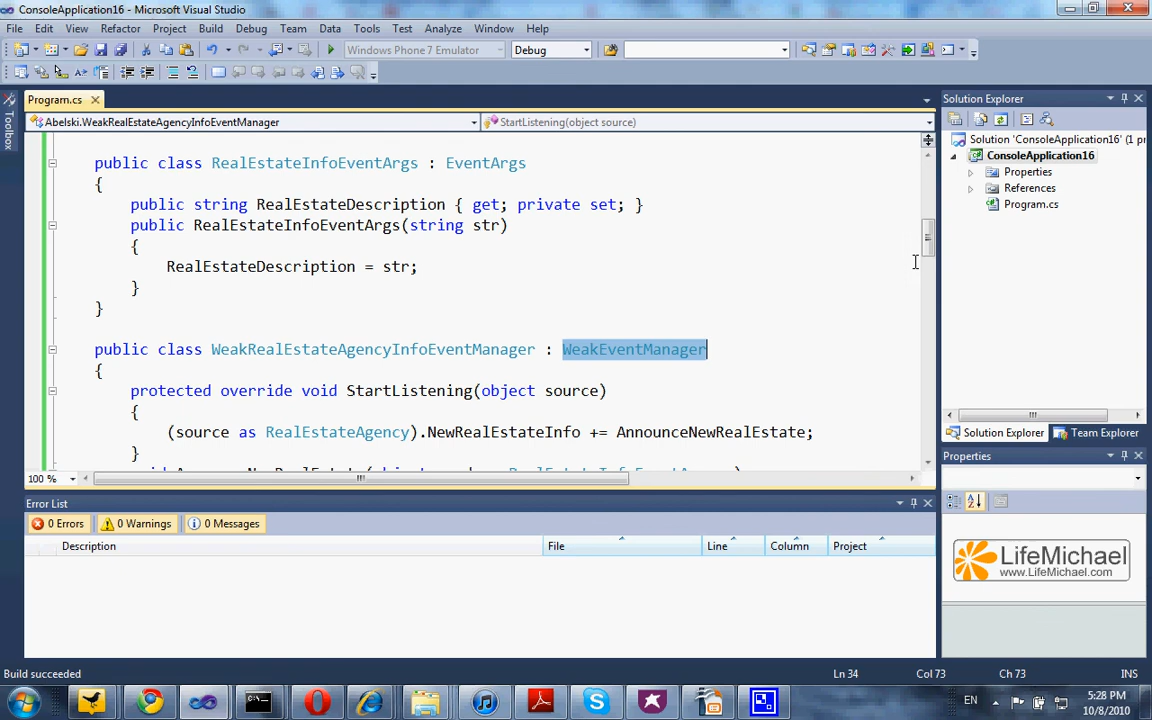 ConsoleApplication16 - Microsoft Visual Studio
File Edit View Refactor Project Build Debug Team Data Tools Test Analyze Window Help
Windows Phone 7 Emulator Debug
Toolbox
Program.cs
Abelski.WeakRealEstateAgencyInfoEventManager StartListening(object source)
public class RealEstateInfoEventArgs : EventArgs
{
public string RealEstateDescription { get; private set; }
public RealEstateInfoEventArgs(string str)
{
RealEstateDescription = str;
}
}
public class WeakRealEstateAgencyInfoEventManager : WeakEventManager
{
protected override void StartListening(object source)
{
(source as RealEstateAgency).NewRealEstateInfo += AnnounceNewRealEstate;
}
100 %
Solution Explorer
Solution 'ConsoleApplication16' (1 pr
ConsoleApplication16
Properties
References
Program.cs
Solution Explorer Team Explorer
Properties
LifeMichael
www.LifeMichael.com
Error List
0 Errors 0 Warnings 0 Messages
Description File Line Column Project
Build succeeded Ln 34 Col 73 Ch 73 INS
EN 5:28 PM
10/8/2010